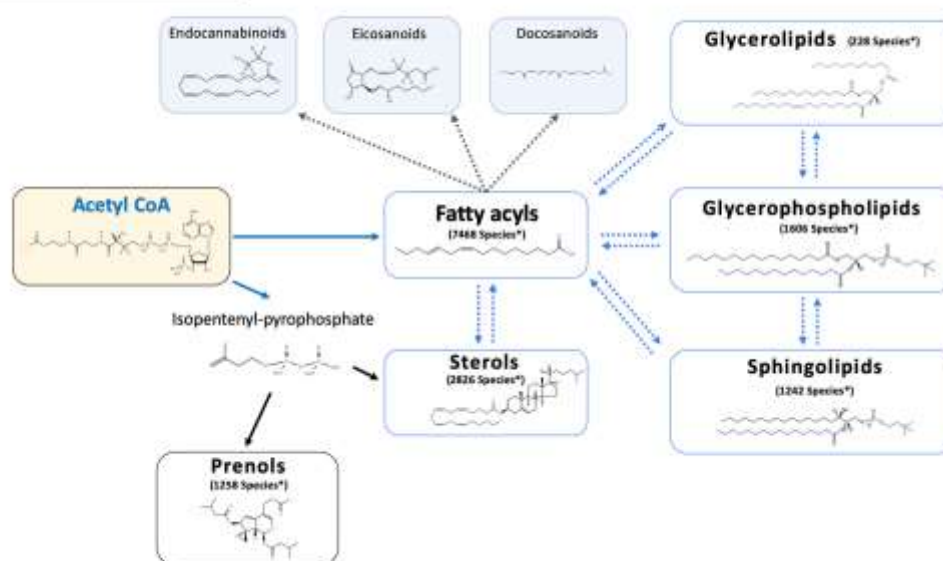 Endocannabinoids
Eicosanoids
Docosanoids
Glycerolipids (228 Species*)
Acetyl CoA
Fatty acyls
(7468 Species*)
Glycerophospholipids
(1606 Species*)
Isopentenyl-pyrophosphate
Sterols
(2826 Species*)
Sphingolipids
(1242 Species*)
Prenols
(1258 Species*)